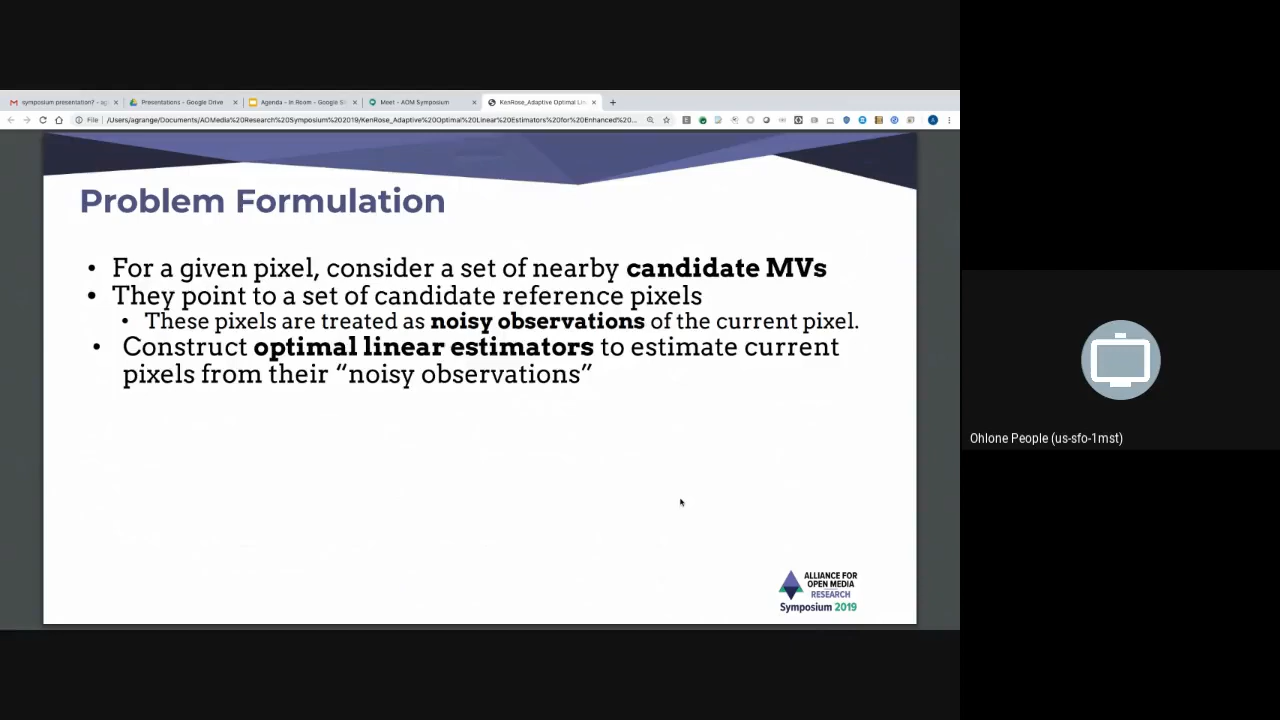 symposium presentation? - ag
Presentations - Google Drive
Agenda - In Room - Google Sl
Meet - AOM Symposium
KenRose_Adaptive Optimal Lin
File
/Users/agrange/Documents/AOMedia%20Research%20Symposium%202019/KenRose_Adaptive%20Optimal%20Linear%20Estimators%20for%20Enhanced%20...
Problem Formulation
• For a given pixel, consider a set of nearby candidate MVs
• They point to a set of candidate reference pixels
• These pixels are treated as noisy observations of the current pixel.
• Construct optimal linear estimators to estimate current
pixels from their “noisy observations”
ALLIANCE FOR
OPEN MEDIA
RESEARCH
Symposium 2019
Ohlone People (us-sfo-1mst)